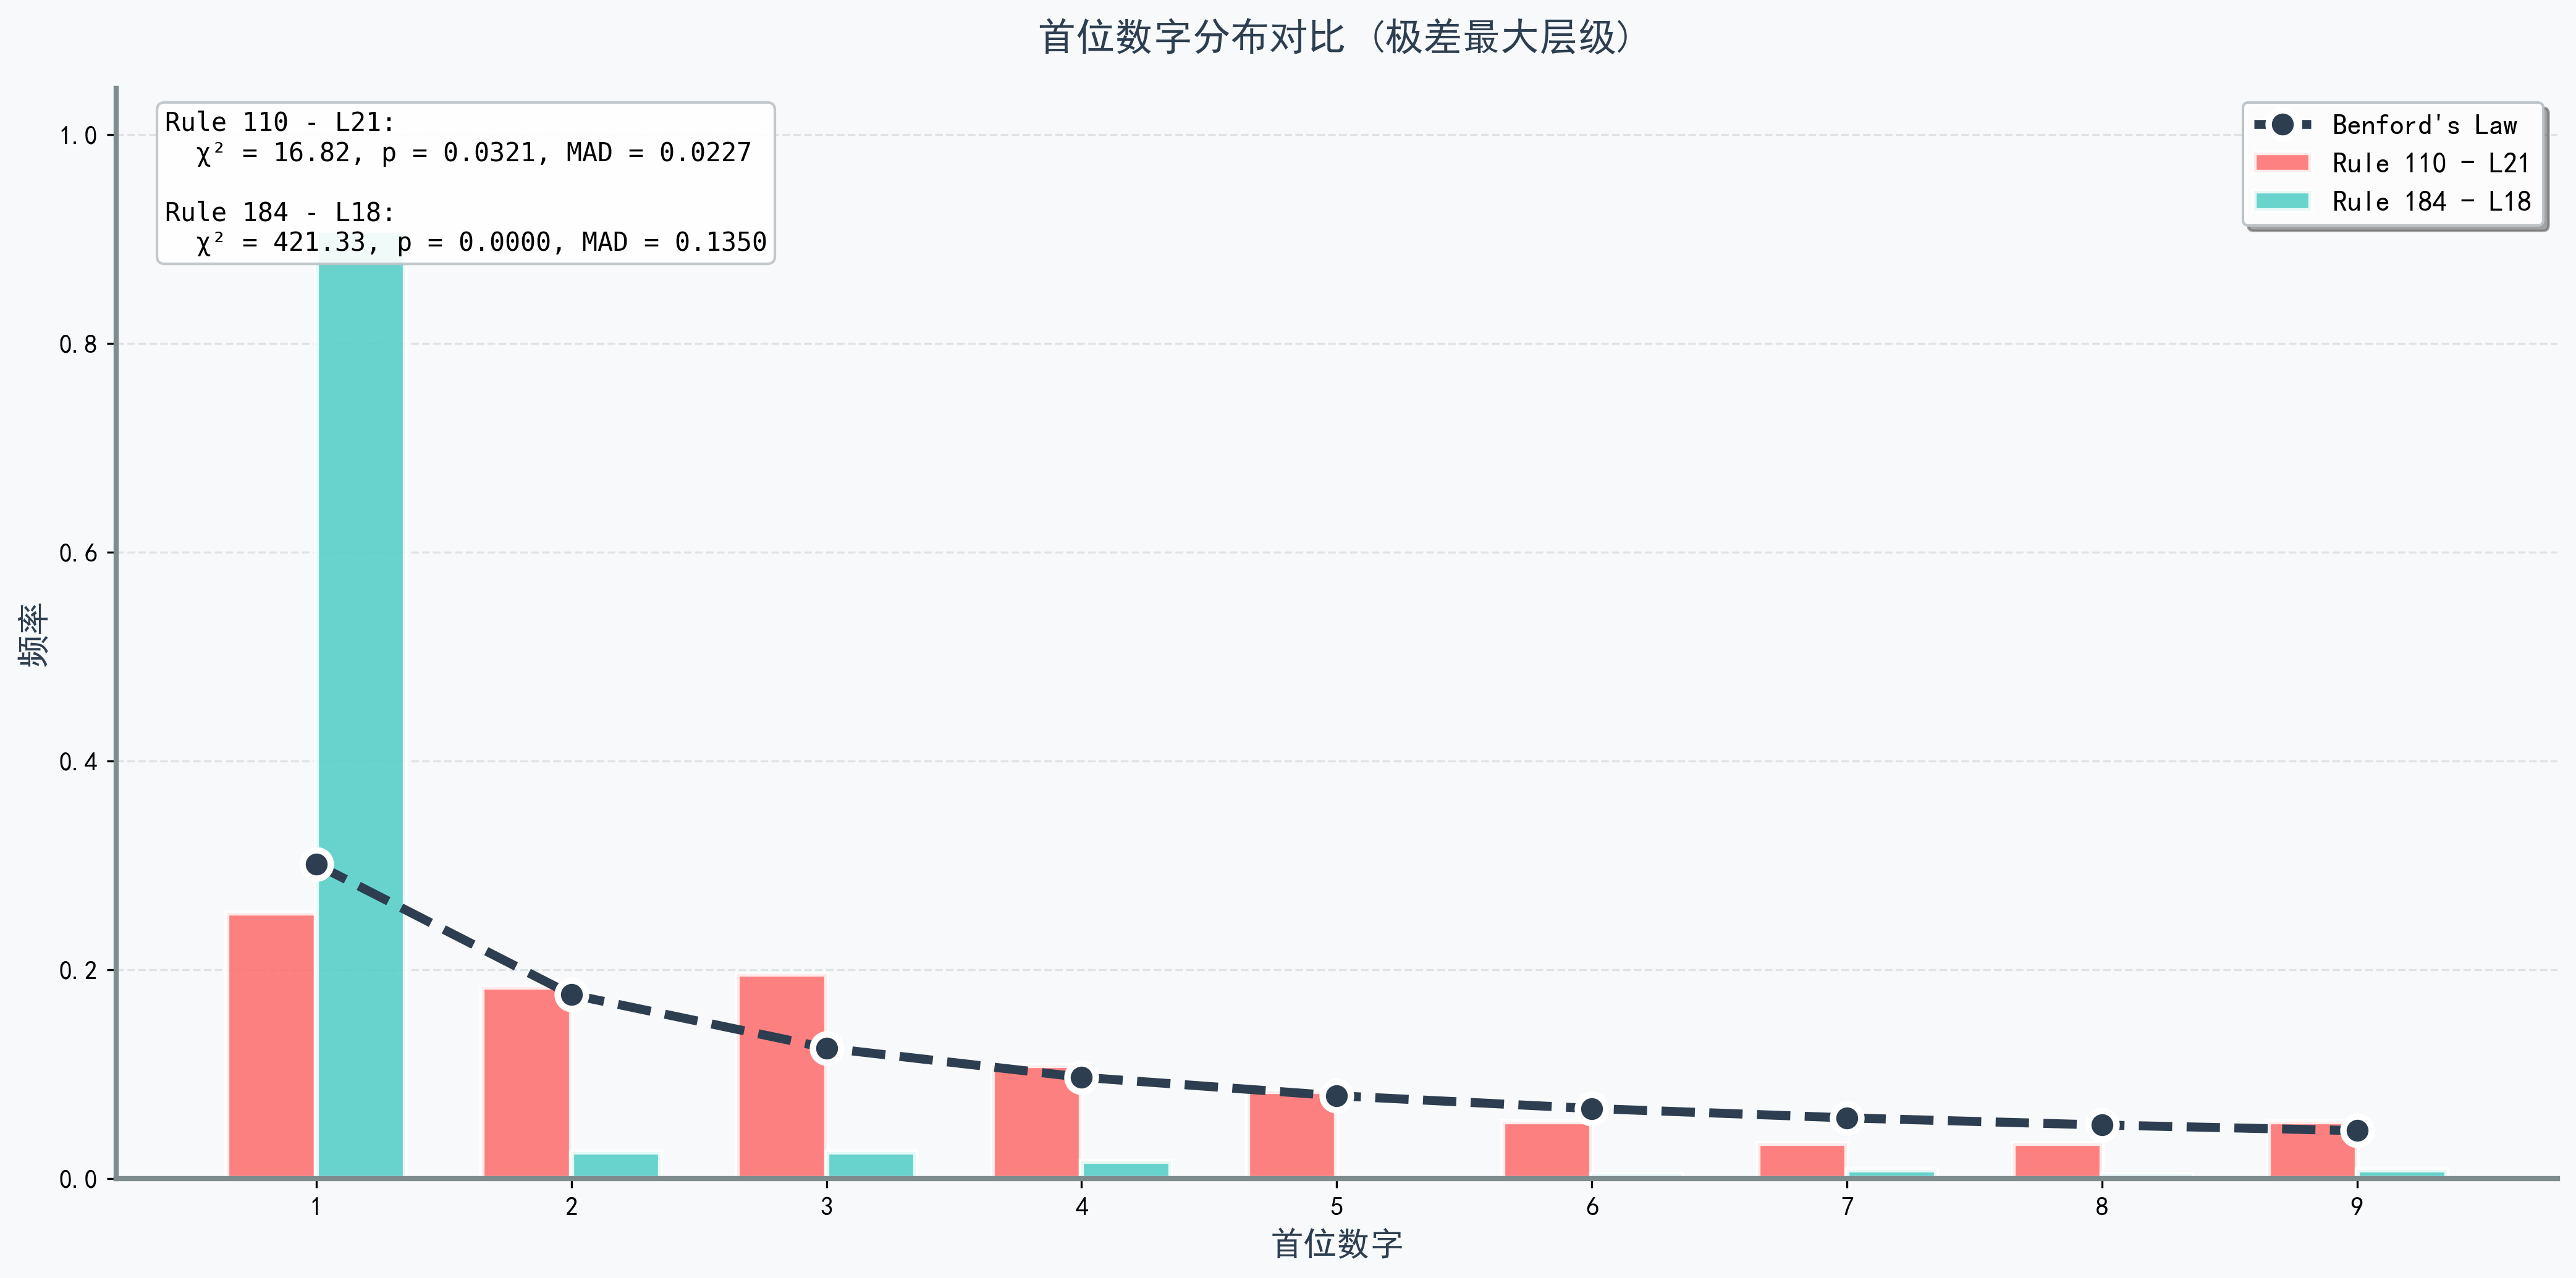 首位数字分布对比 (极差最大层级)
Rule 110 - L21:
χ² = 16.82, p = 0.0321, MAD = 0.0227
Rule 184 - L18:
χ² = 421.33, p = 0.0000, MAD = 0.1350
Benford's Law
Rule 110 - L21
Rule 184 - L18
频率
1.0
0.8
0.6
0.4
0.2
0.0
1 2 3 4 5 6 7 8 9
首位数字